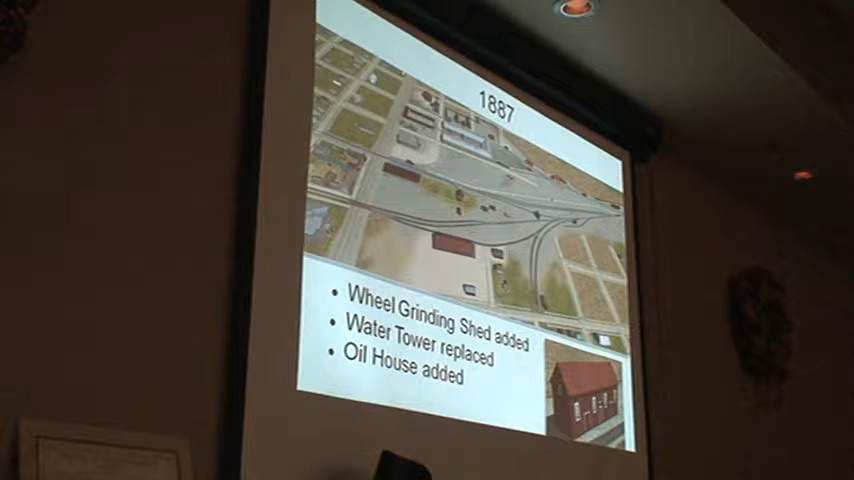 1887
• Wheel Grinding Shed added
• Water Tower replaced
• Oil House added